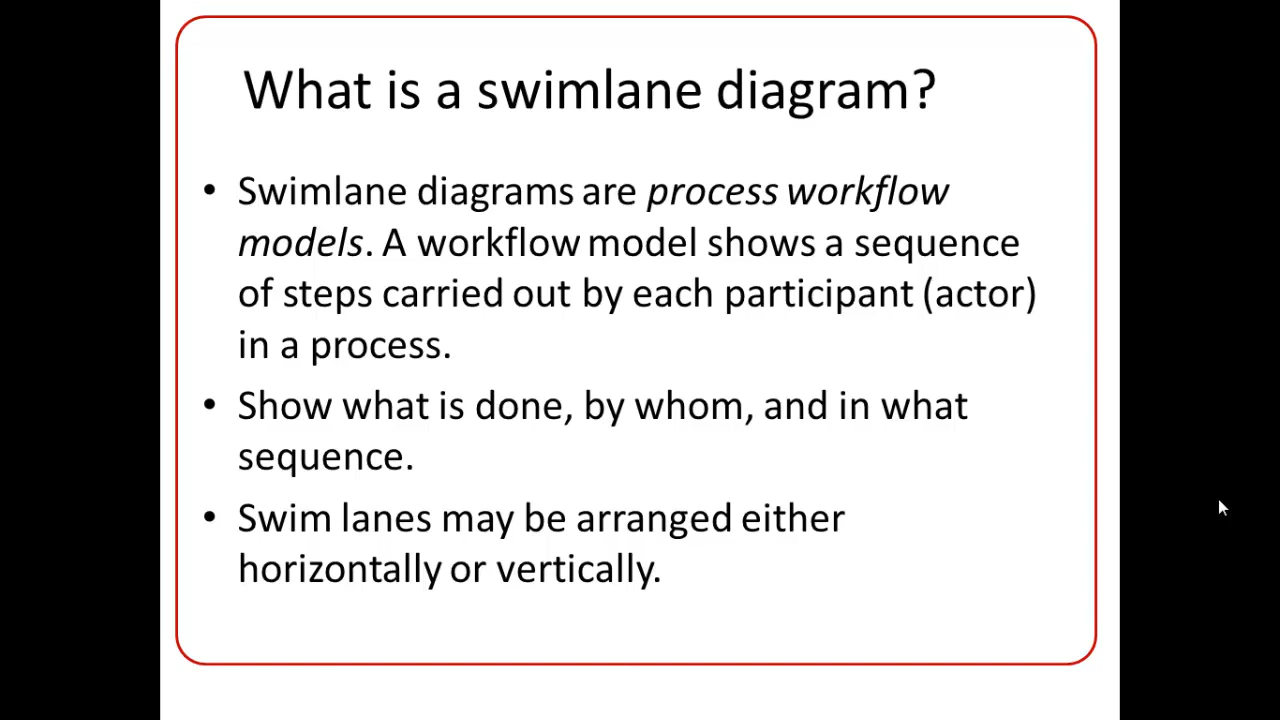 What is a swimlane diagram?
• Swimlane diagrams are process workflow
models. A workflow model shows a sequence
of steps carried out by each participant (actor)
in a process.
• Show what is done, by whom, and in what
sequence.
• Swim lanes may be arranged either
horizontally or vertically.